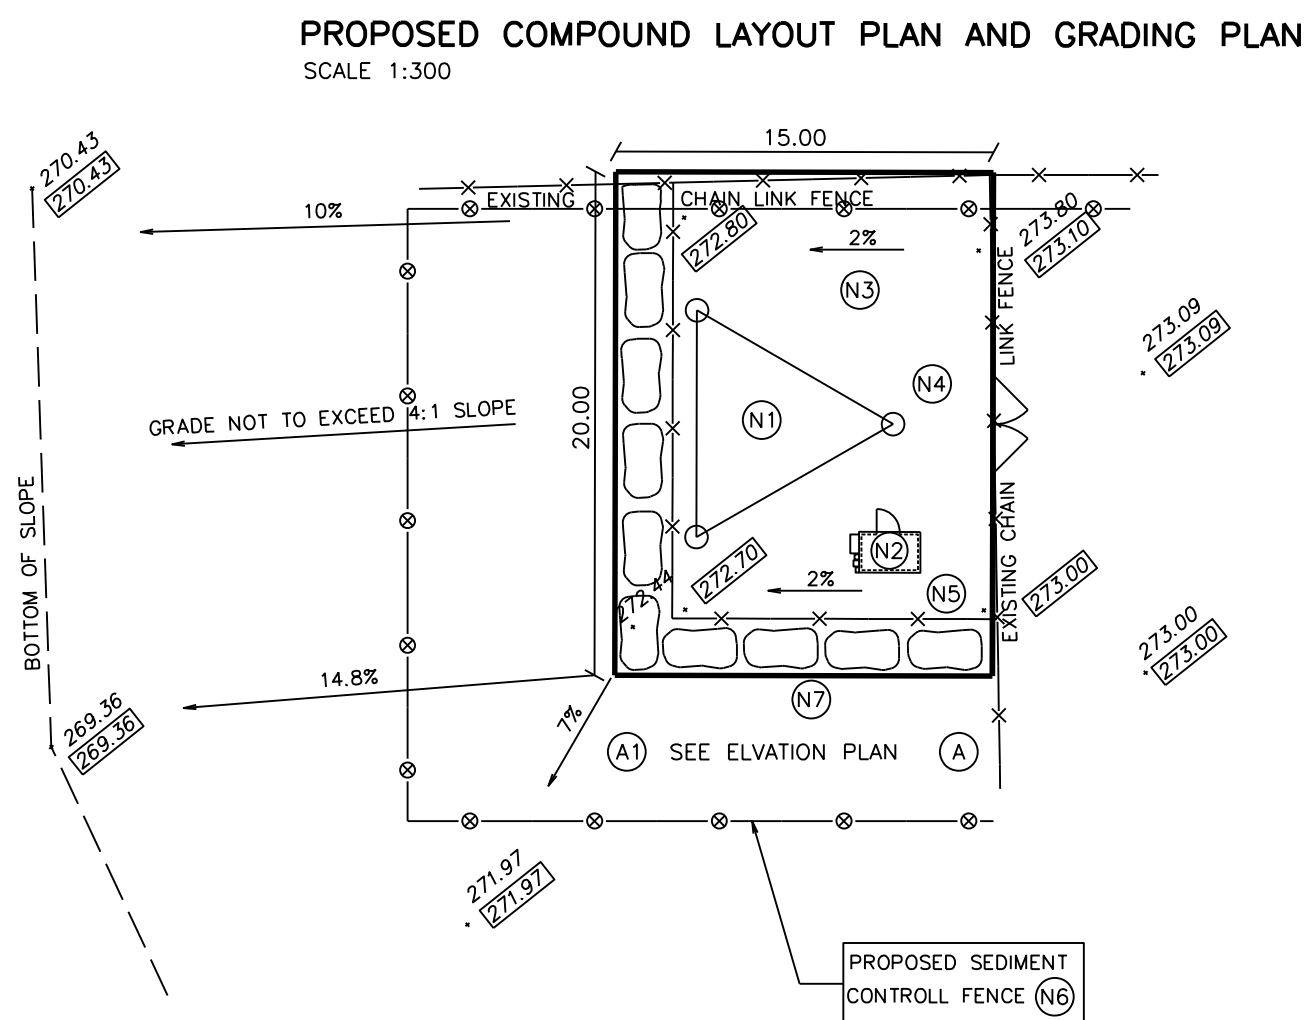 PROPOSED COMPOUND LAYOUT PLAN AND GRADING PLAN
SCALE 1:300
15.00
270.43
270.43
10%
EXISTING CHAIN LINK FENCE
272.80
2%
273.80
273.10
N3
LINK FENCE
273.09
273.09
N4
N1
20.00
GRADE NOT TO EXCEED 4:1 SLOPE
BOTTOM OF SLOPE
N2
272.70
2%
N5
272.44
EXISTING CHAIN
273.00
273.00
273.00
14.8%
7%
N7
269.36
269.36
A1 SEE ELVATION PLAN A
271.97
271.97
PROPOSED SEDIMENT
CONTROLL FENCE N6